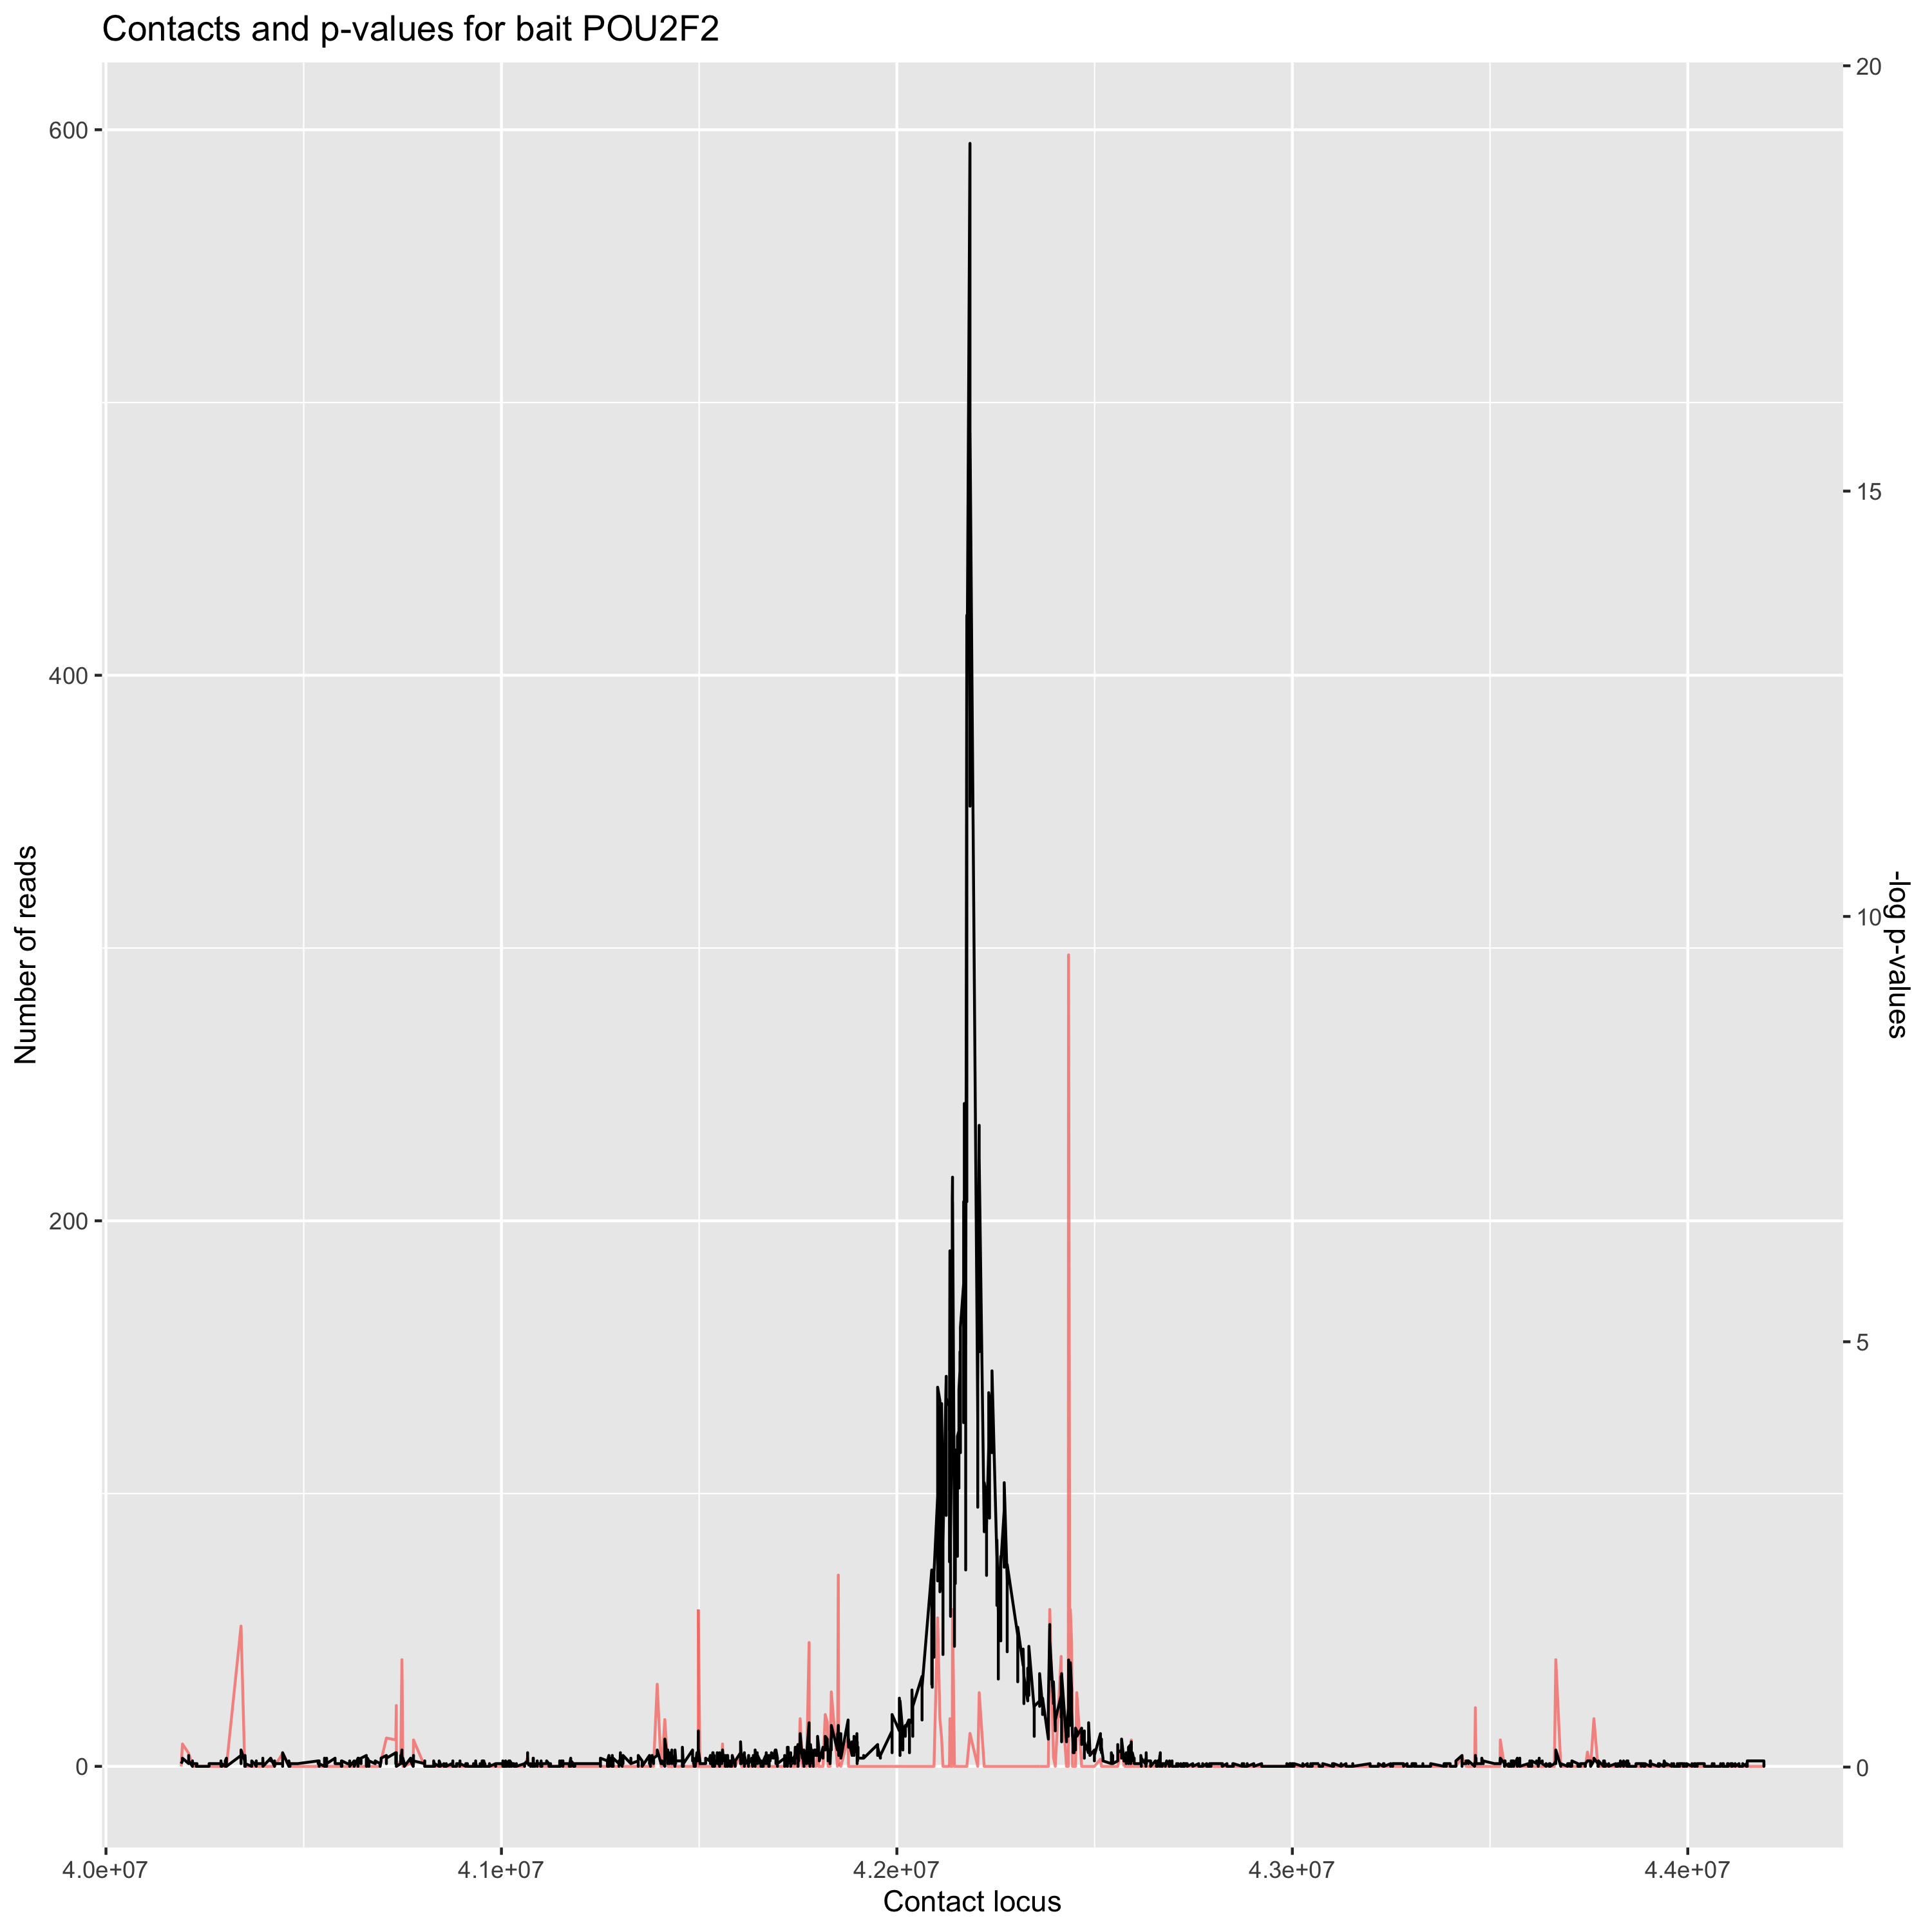 Contacts and p-values for bait POU2F2
600
400
200
0
Number of reads
20
15
10
5
0
-log p-values
4.0e+07
4.1e+07
4.2e+07
4.3e+07
4.4e+07
Contact locus